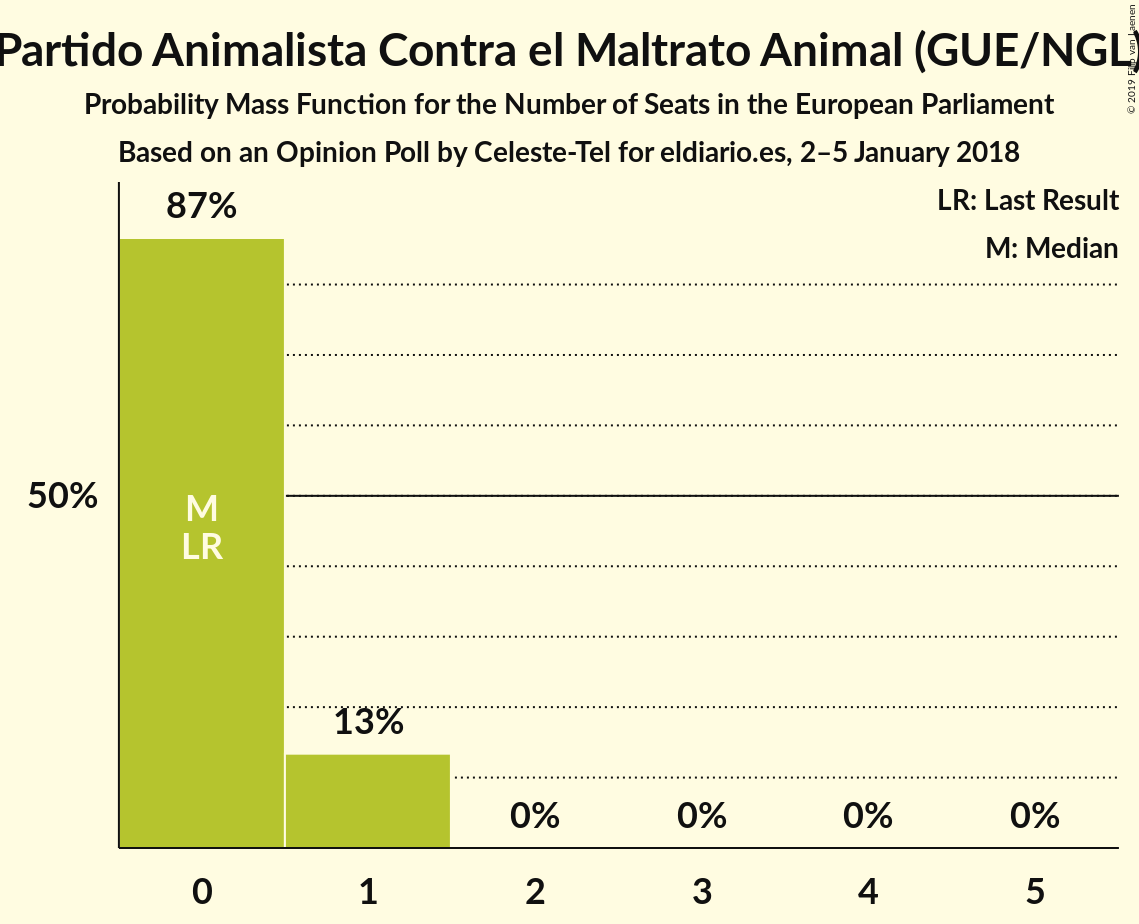 Partido Animalista Contra el Maltrato Animal (GUE/NGL)
© 2019 Filip van Laenen
Probability Mass Function for the Number of Seats in the European Parliament
Based on an Opinion Poll by Celeste-Tel for eldiario.es, 2–5 January 2018
LR: Last Result
M: Median
87%
50%
M
LR
13%
0% 0% 0% 0%
0 1 2 3 4 5